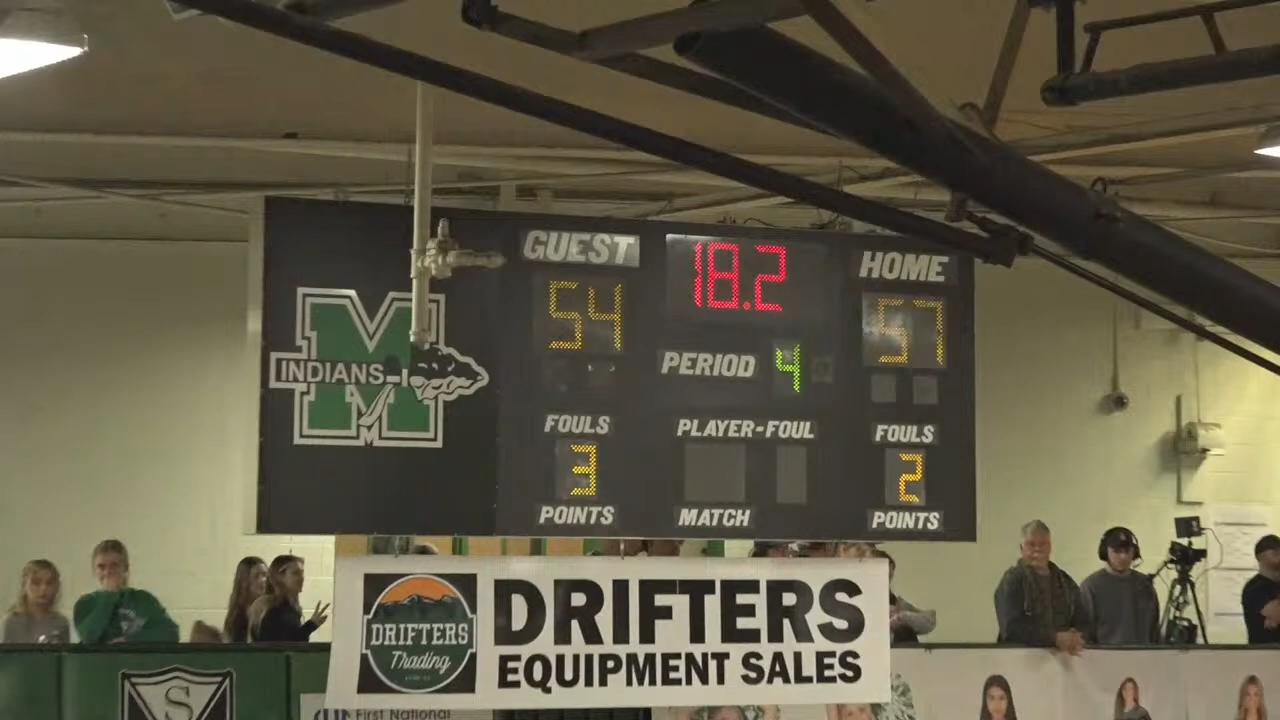 GUEST
18.2
HOME
54
57
PERIOD 4
M
INDIANS
FOULS
PLAYER-FOUL
FOULS
3
2
POINTS
MATCH
POINTS
DRIFTERS
Trading
DRIFTERS
EQUIPMENT SALES
S
First National